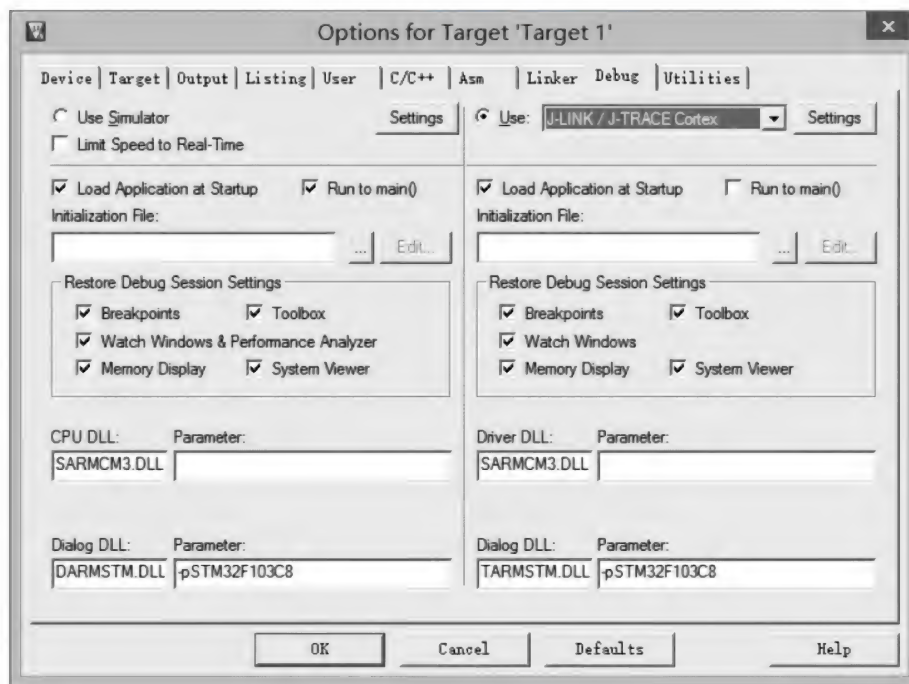 Options for Target 'Target 1'
Device Target Output Listing User C/C++ Asm Linker Debug Utilities
Use Simulator Settings Use: J-LINK / J-TRACE Cortex Settings
Limit Speed to Real-Time
Load Application at Startup Run to main() Load Application at Startup Run to main()
Initialization File: Initialization File:
... Edit... ... Edit...
Restore Debug Session Settings Restore Debug Session Settings
Breakpoints Toolbox Breakpoints Toolbox
Watch Windows & Performance Analyzer Watch Windows
Memory Display System Viewer Memory Display System Viewer
CPU DLL: Parameter: Driver DLL: Parameter:
SARMCM3.DLL SARMCM3.DLL
Dialog DLL: Parameter: Dialog DLL: Parameter:
DARMSTM.DLL -pSTM32F103C8 TARMSTM.DLL -pSTM32F103C8
OK Cancel Defaults Help